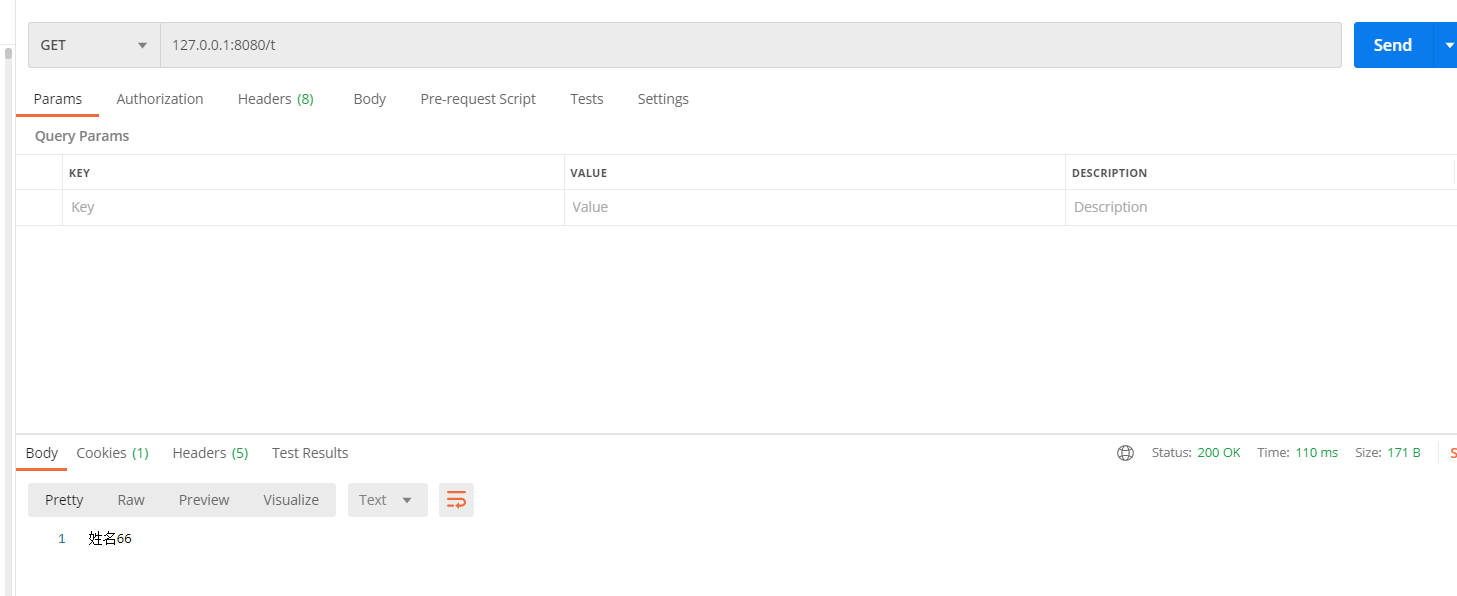 GET 127.0.0.1:8080/t Send
Params Authorization Headers (8) Body Pre-request Script Tests Settings
Query Params
KEY VALUE DESCRIPTION
Key Value Description
Body Cookies (1) Headers (5) Test Results Status: 200 OK Time: 110 ms Size: 171 B S
Pretty Raw Preview Visualize Text
1 姓名66